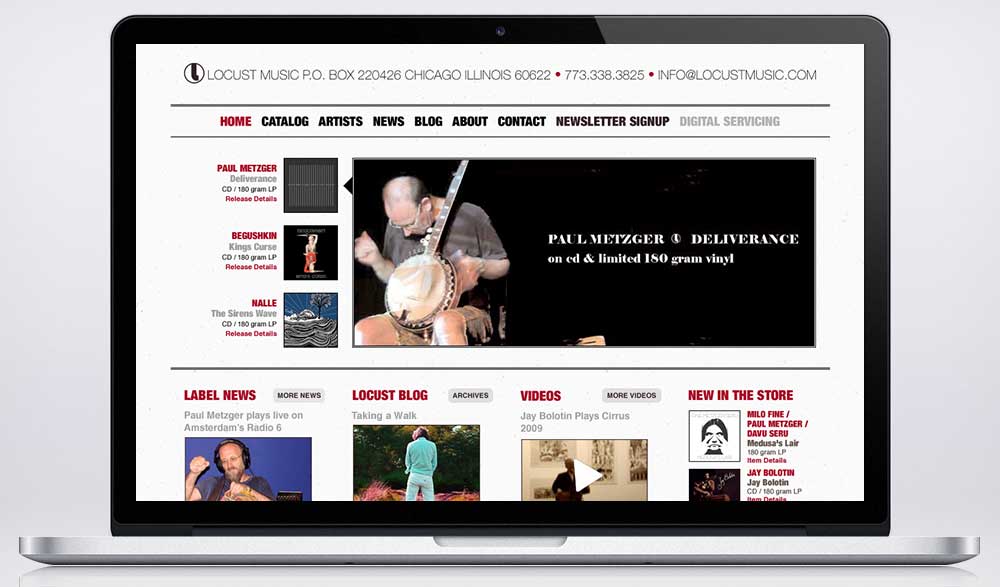 LOCUST MUSIC P.O. BOX 220426 CHICAGO ILLINOIS 60622 • 773.338.3825 • INFO@LOCUSTMUSIC.COM
HOME CATALOG ARTISTS NEWS BLOG ABOUT CONTACT NEWSLETTER SIGNUP DIGITAL SERVICING
PAUL METZGER
Deliverance
CD / 180 gram LP
Release Details
BEGUSHKIN
Kings Curse
CD / 180 gram LP
Release Details
NALLE
The Sirens Wave
CD / 180 gram LP
Release Details
PAUL METZGER DELIVERANCE
on cd & limited 180 gram vinyl
LABEL NEWS MORE NEWS
Paul Metzger plays live on
Amsterdam's Radio 6
LOCUST BLOG ARCHIVES
Taking a Walk
VIDEOS MORE VIDEOS
Jay Bolotin Plays Cirrus
2009
NEW IN THE STORE
MILO FINE /
PAUL METZGER /
DAVU SERU
Medusa's Lair
180 gram LP
Item Details
JAY BOLOTIN
Jay Bolotin
CD / 180 gram LP
Item Details